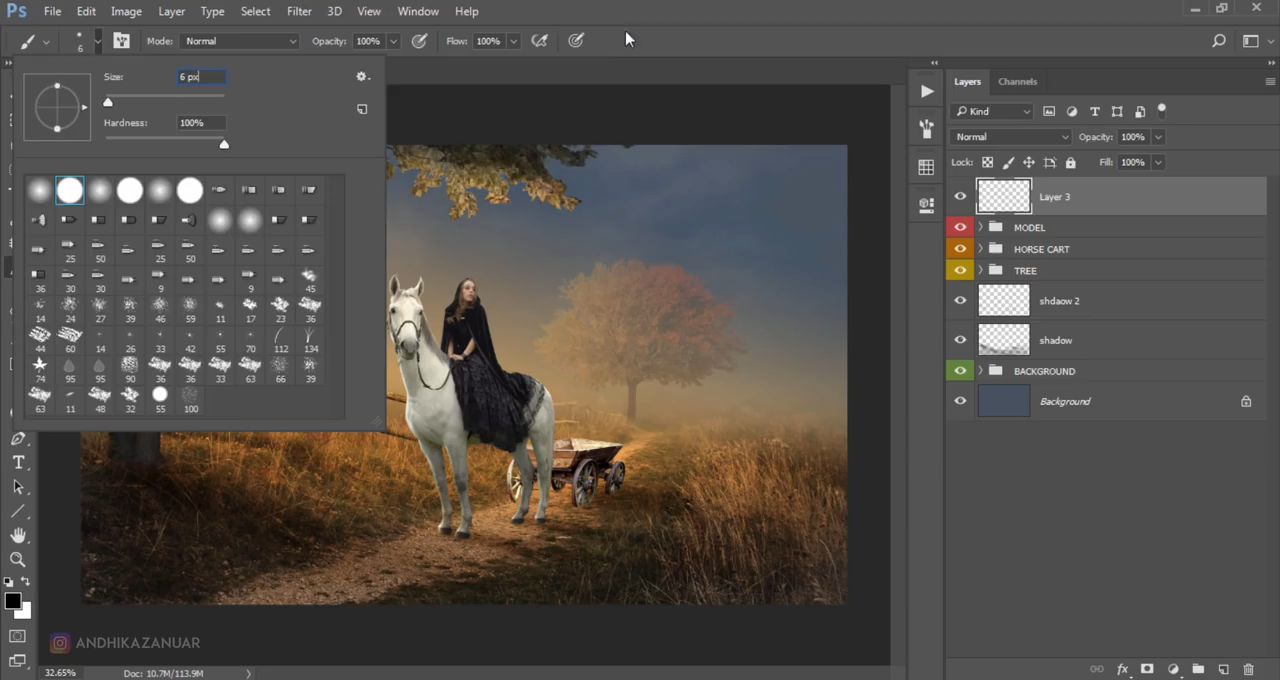 Ps File Edit Image Layer Type Select Filter 3D View Window Help
6 Mode: Normal Opacity: 100% Flow: 100%
Size: 6 px
Hardness: 100%
25 50 25 50
36 30 30 9 9 45
14 24 27 39 46 59 11 17 23 36
44 60 14 26 33 42 55 70 112 134
74 95 95 90 36 36 33 63 66 39
63 11 48 32 55 100
T
ANDHIKAZANUAR
32.65% Doc: 10.7M/113.9M
Layers Channels
Kind T
Normal Opacity: 100%
Lock: Fill: 100%
Layer 3
MODEL
HORSE CART
TREE
shdaow 2
shadow
BACKGROUND
Background
fx